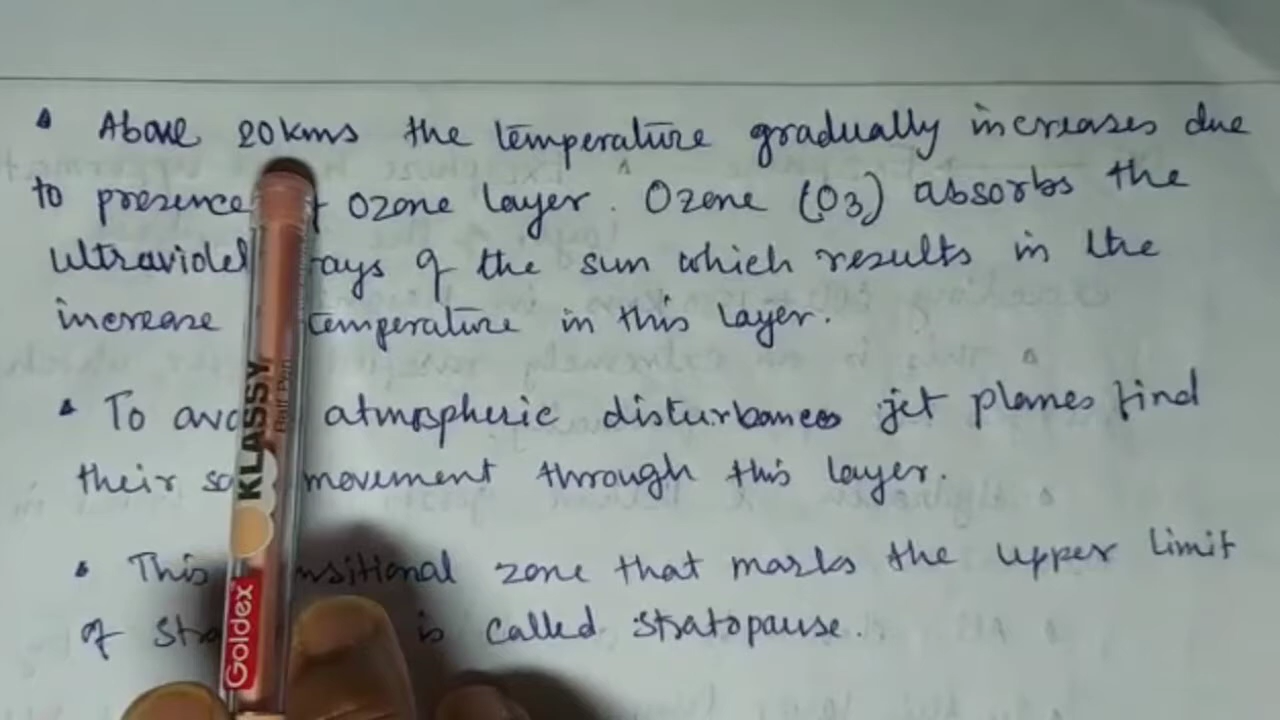 Above 20kms the temperature gradually increases due
to presence Ozone layer. Ozone (O3) absorbs the
ultraviolet rays of the sun which results in the
increase temperature in this layer.
To atmospheric disturbances jet planes find
their movement through this layer.
This zone that marks the upper limit
of is called Stratopause.
KLASSY
Ball Pen
Goldex